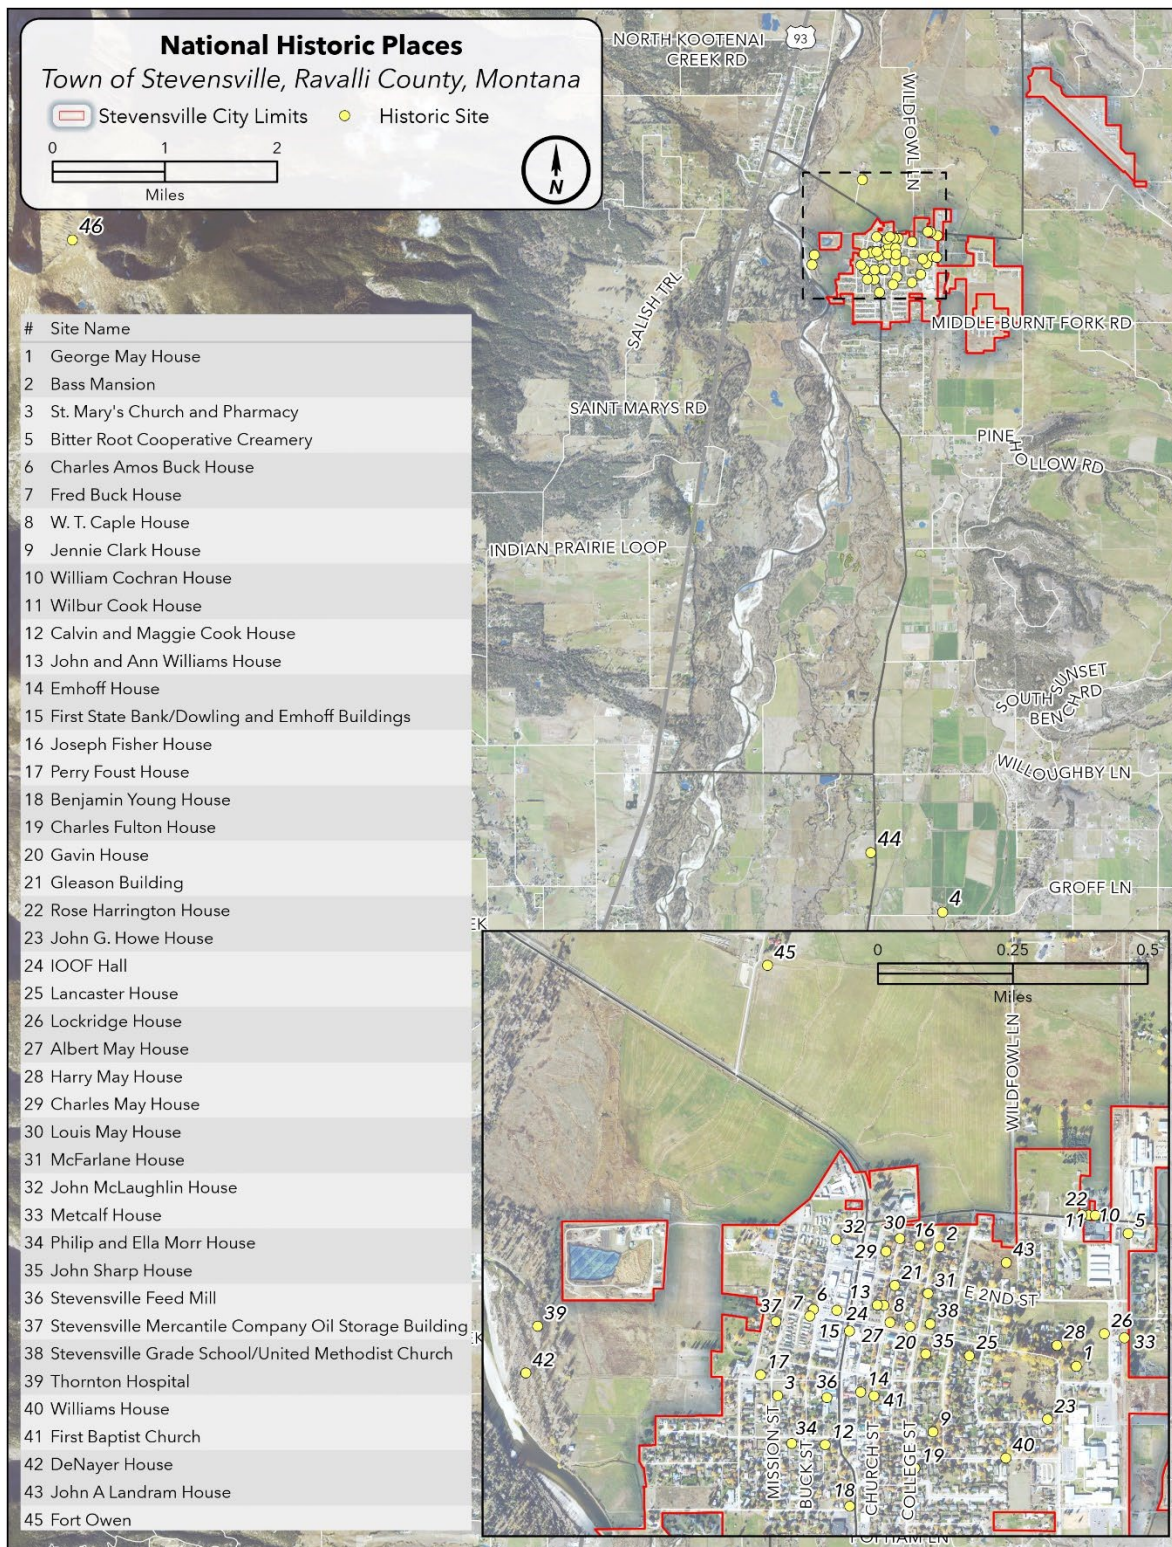 National Historic Places
Town of Stevensville, Ravalli County, Montana
Stevensville City Limits
Historic Site
0 1 2
Miles
N
NORTH KOOTENAI
CREEK RD
93
WILDFOWL LN
46
SALISH TRL
MIDDLE BURNT FORK RD
SAINT MARYS RD
PINE
HOLLOW RD
INDIAN PRAIRIE LOOP
SOUTH SUNSET
BENCH RD
WILLOUGHBY LN
44
GROFF LN
4
EK
# Site Name
1 George May House
2 Bass Mansion
3 St. Mary's Church and Pharmacy
5 Bitter Root Cooperative Creamery
6 Charles Amos Buck House
7 Fred Buck House
8 W. T. Caple House
9 Jennie Clark House
10 William Cochran House
11 Wilbur Cook House
12 Calvin and Maggie Cook House
13 John and Ann Williams House
14 Emhoff House
15 First State Bank/Dowling and Emhoff Buildings
16 Joseph Fisher House
17 Perry Foust House
18 Benjamin Young House
19 Charles Fulton House
20 Gavin House
21 Gleason Building
22 Rose Harrington House
23 John G. Howe House
24 IOOF Hall
25 Lancaster House
26 Lockridge House
27 Albert May House
28 Harry May House
29 Charles May House
30 Louis May House
31 McFarlane House
32 John McLaughlin House
33 Metcalf House
34 Philip and Ella Morr House
35 John Sharp House
36 Stevensville Feed Mill
37 Stevensville Mercantile Company Oil Storage Building
38 Stevensville Grade School/United Methodist Church
39 Thornton Hospital
40 Williams House
41 First Baptist Church
42 DeNayer House
43 John A Landram House
45 Fort Owen
45
0 0.25 0.5
Miles
WILDFOWL LN
22
11 10
5
32 30 16 2
29
43
21
31
E 2ND ST
39
37 7 6
24
13
8
38
15
27
20
35
25
28
26
33
1
42
17
3
36
14
41
23
34
12
9
19
40
18
MISSION ST
BUCK ST
CHURCH ST
COLLEGE ST